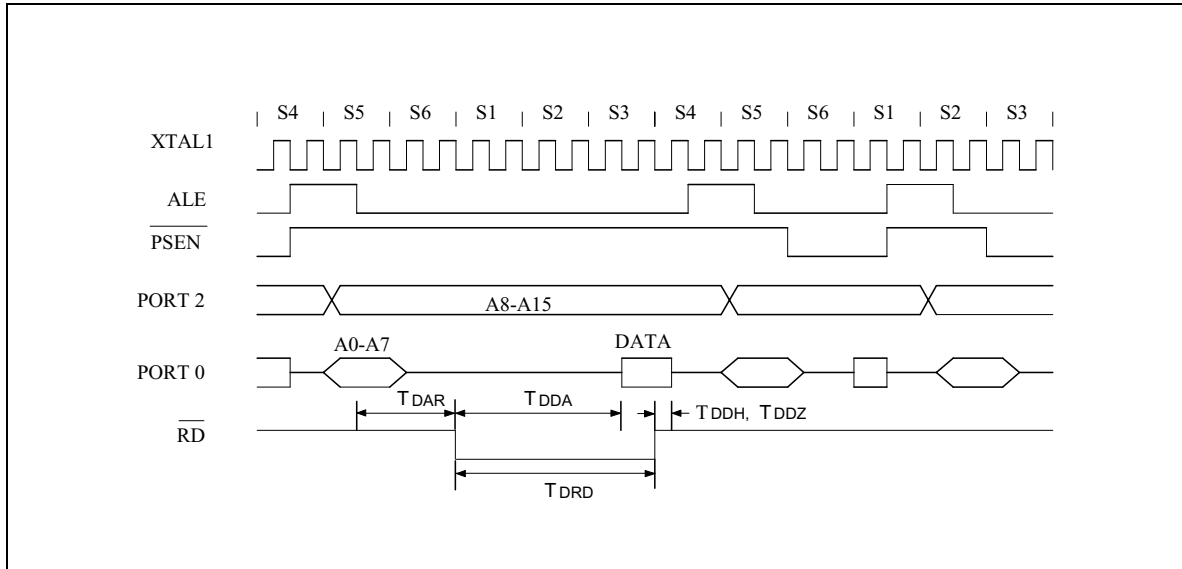 S4 S5 S6 S1 S2 S3 S4 S5 S6 S1 S2 S3
XTAL1
ALE
PSEN
PORT 2
A8-A15
A0-A7
DATA
PORT 0
TDAR
TDDA
TDDH, TDDZ
RD
TDRD